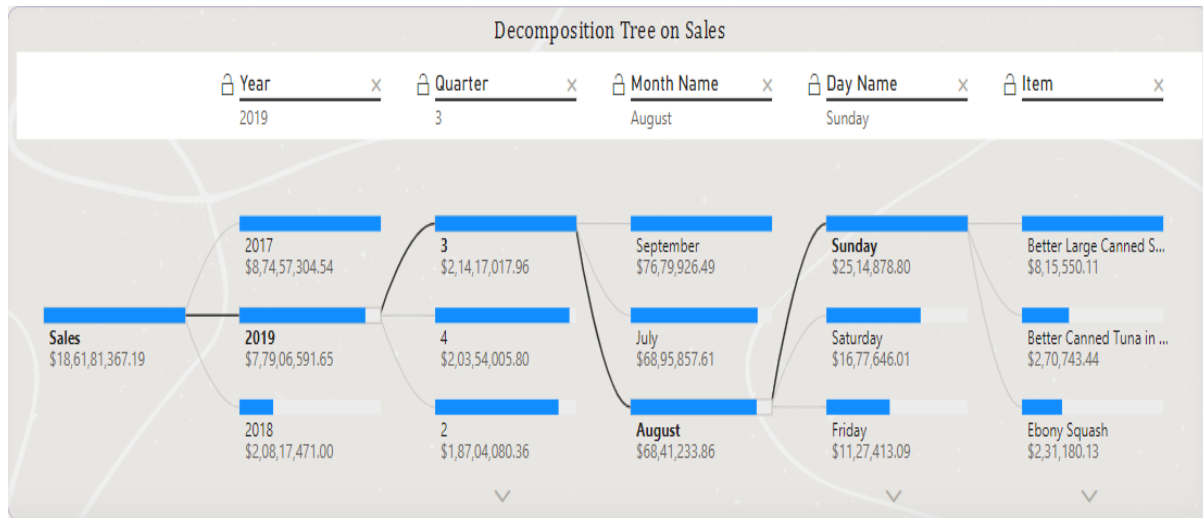 Decomposition Tree on Sales
Year
2019
Quarter
3
Month Name
August
Day Name
Sunday
Item
Sales
$18,61,81,367.19
2017
$8,74,57,304.54
2019
$7,79,06,591.65
2018
$2,08,17,471.00
3
$2,14,17,017.96
4
$2,03,54,005.80
2
$1,87,04,080.36
September
$76,79,926.49
July
$68,95,857.61
August
$68,41,233.86
Sunday
$25,14,878.80
Saturday
$16,77,646.01
Friday
$11,27,413.09
Better Large Canned S...
$8,15,550.11
Better Canned Tuna in ...
$2,70,743.44
Ebony Squash
$2,31,180.13